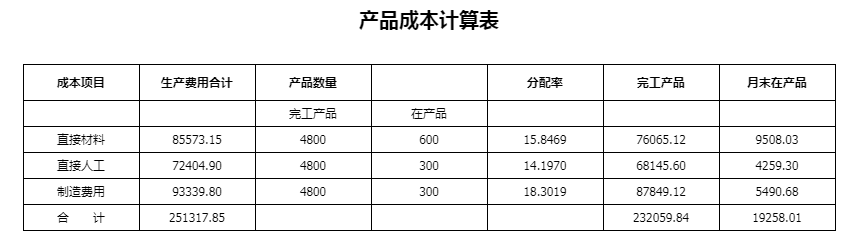 产品成本计算表
成本项目 生产费用合计 产品数量 分配率 完工产品 月末在产品
完工产品 在产品
直接材料 85573.15 4800 600 15.8469 76065.12 9508.03
直接人工 72404.90 4800 300 14.1970 68145.60 4259.30
制造费用 93339.80 4800 300 18.3019 87849.12 5490.68
合 计 251317.85 232059.84 19258.01